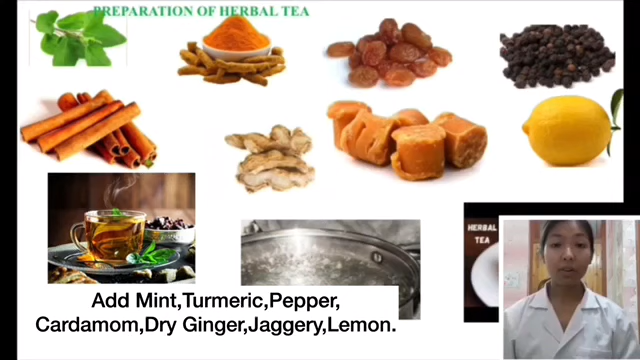 PREPARATION OF HERBAL TEA
HERBAL
TEA
Add Mint,Turmeric,Pepper,
Cardamom,Dry Ginger,Jaggery,Lemon.